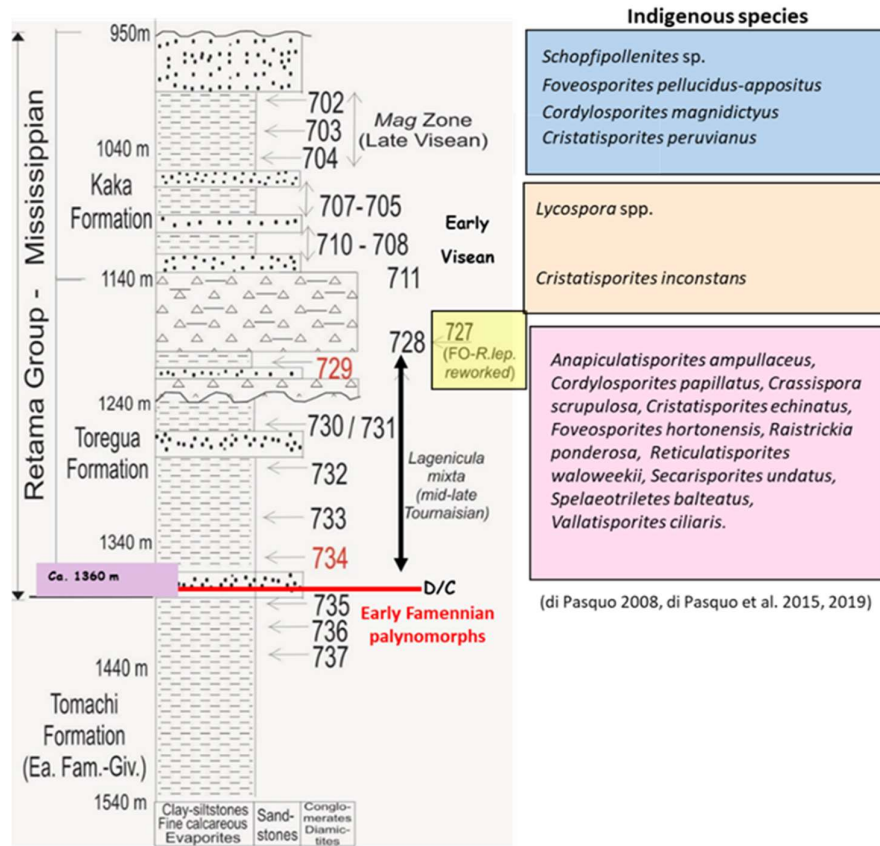 Indigenous species
950m
1040 m
1140 m
1240 m
1340 m
Ca. 1360 m
1440 m
1540 m
Retama Group - Mississippian
Kaka
Formation
Toregua
Formation
Tomachi
Formation
(Ea. Fam.-Giv.)
702
703
704
Mag Zone
(Late Visean)
707-705
710 - 708
Early
Visean
711
728
727
(FO-R.lep.
reworked)
729
730 / 731
732
733
734
Lagenicula
mixta
(mid-late
Tournaisian)
D/C
Early Famennian
palynomorphs
735
736
737
Clay-siltstones
Fine calcareous
Evaporites
Sand-
stones
Conglo-
merates
Diamic-
tites
Schopfipollenites sp.
Foveosporites pellucidus-appositus
Cordylosporites magnidictyus
Cristatisporites peruvianus
Lycospora spp.
Cristatisporites inconstans
Anapiculatisporites ampullaceus,
Cordylosporites papillatus, Crassispora
scrupulosa, Cristatisporites echinatus,
Foveosporites hortonensis, Raistrickia
ponderosa, Reticulatisporites
waloweekii, Secarisporites undatus,
Spelaeotriletes balteatus,
Vallatisporites ciliaris.
(di Pasquo 2008, di Pasquo et al. 2015, 2019)